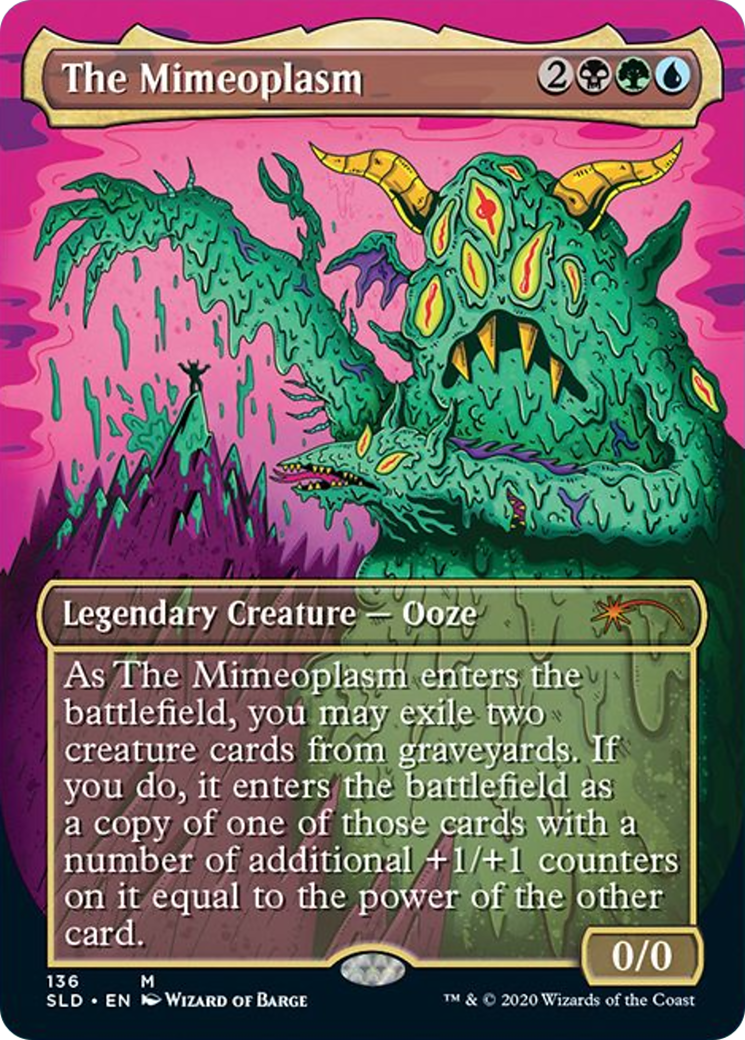 The Mimeoplasm 2
Legendary Creature — Ooze
As The Mimeoplasm enters the
battlefield, you may exile two
creature cards from graveyards. If
you do, it enters the battlefield as
a copy of one of those cards with a
number of additional +1/+1 counters
on it equal to the power of the other
card.
0/0
136 M
SLD • EN Wizard of Barge ™ & © 2020 Wizards of the Coast